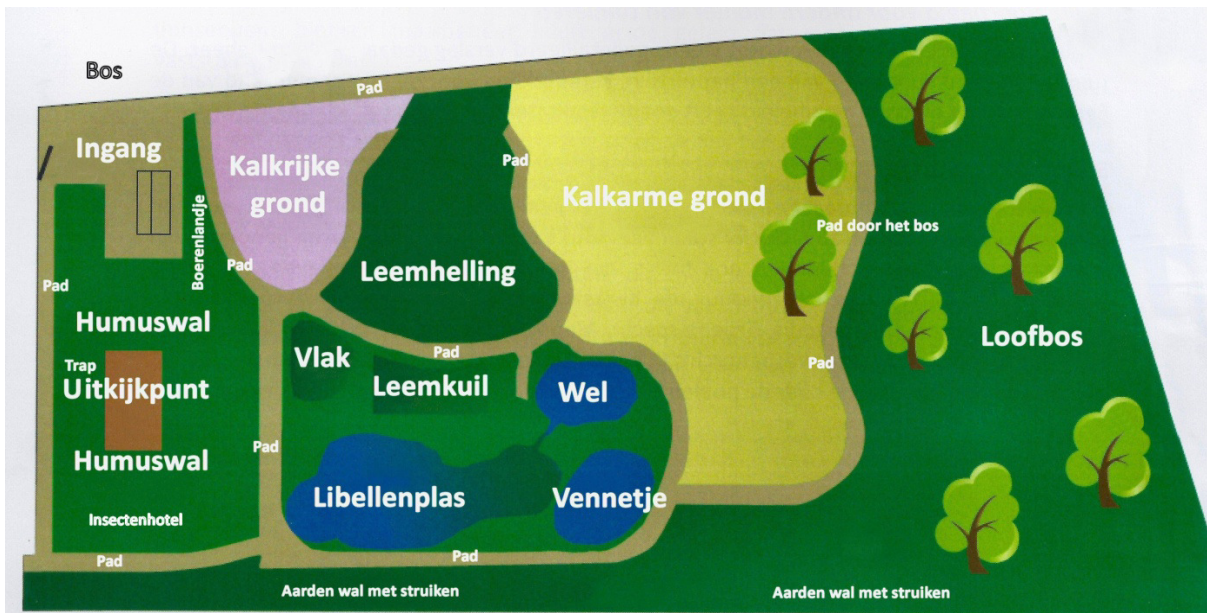 Bos
Pad
Ingang
Kalkrijke
grond
Pad
Kalkarme grond
Boerenlandje
Pad door het bos
Pad
Leemhelling
Pad
Humuswal
Loofbos
Vlak
Pad
Trap
Leemkuil
Pad
Uitkijkpunt
Wel
Pad
Humuswal
Libellenplas
Vennetje
Insectenhotel
Pad
Pad
Aarden wal met struiken
Aarden wal met struiken